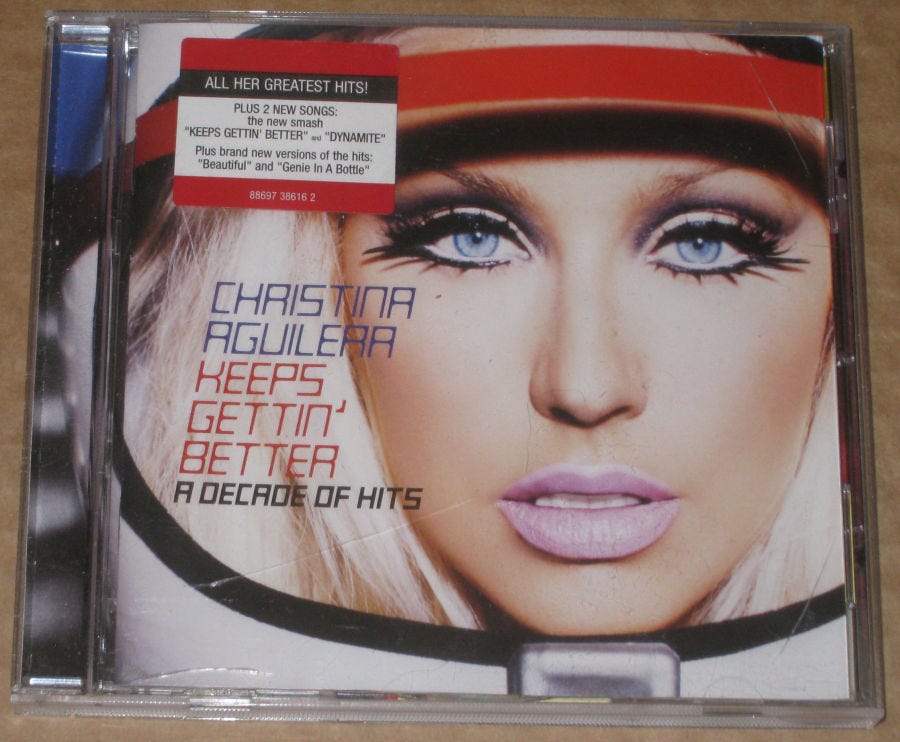 ALL HER GREATEST HITS!
PLUS 2 NEW SONGS:
the new smash
"KEEPS GETTIN' BETTER" and "DYNAMITE"
Plus brand new versions of the hits:
"Beautiful" and "Genie In A Bottle"
88697 38616 2
CHRISTINA
AGUILERA
KEEPS
GETTIN'
BETTER
A DECADE OF HITS